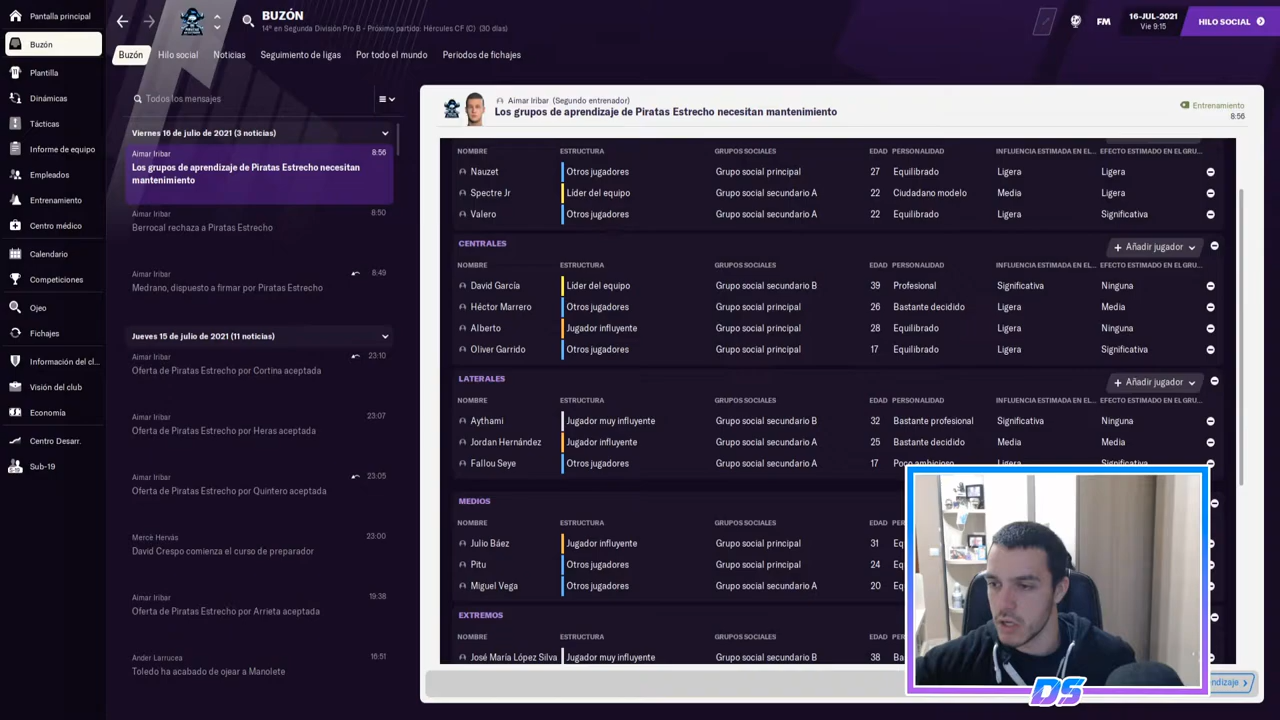 Pantalla principal
Buzón
Plantilla
Dinámicas
Tácticas
Informe de equipo
Empleados
Entrenamiento
Centro médico
Calendario
Competiciones
Ojeo
Fichajes
Información del cl...
Visión del club
Economía
Centro Desarr.
Sub-19
BUZÓN
14º en Segunda División Pro B - Próximo partido: Hércules CF (C) (30 días)
FM
16-JUL-2021
Vie 9:15
HILO SOCIAL
Buzón Hilo social Noticias Seguimiento de ligas Por todo el mundo Periodos de fichajes
Todos los mensajes
Viernes 16 de julio de 2021 (3 noticias)
Aimar Iribar 8:56
Los grupos de aprendizaje de Piratas Estrecho necesitan
mantenimiento
Aimar Iribar 8:50
Berrocal rechaza a Piratas Estrecho
Aimar Iribar 8:49
Medrano, dispuesto a firmar por Piratas Estrecho
Jueves 15 de julio de 2021 (11 noticias)
Aimar Iribar 23:10
Oferta de Piratas Estrecho por Cortina aceptada
Aimar Iribar 23:07
Oferta de Piratas Estrecho por Heras aceptada
Aimar Iribar 23:05
Oferta de Piratas Estrecho por Quintero aceptada
Mercè Hervás 23:00
David Crespo comienza el curso de preparador
Aimar Iribar 19:38
Oferta de Piratas Estrecho por Arrieta aceptada
Ander Larrucea 16:51
Toledo ha acabado de ojear a Manolete
Aimar Iribar (Segundo entrenador)
Los grupos de aprendizaje de Piratas Estrecho necesitan mantenimiento
Entrenamiento
8:56
NOMBRE ESTRUCTURA GRUPOS SOCIALES EDAD PERSONALIDAD INFLUENCIA ESTIMADA EN EL... EFECTO ESTIMADO EN EL GRU...
Nauzet Otros jugadores Grupo social principal 27 Equilibrado Ligera Ligera
Spectre Jr Líder del equipo Grupo social secundario A 22 Ciudadano modelo Media Ligera
Valero Otros jugadores Grupo social secundario A 22 Equilibrado Ligera Significativa
CENTRALES + Añadir jugador
NOMBRE ESTRUCTURA GRUPOS SOCIALES EDAD PERSONALIDAD INFLUENCIA ESTIMADA EN EL... EFECTO ESTIMADO EN EL GRU...
David García Líder del equipo Grupo social secundario B 39 Profesional Significativa Ninguna
Héctor Marrero Otros jugadores Grupo social principal 26 Bastante decidido Ligera Media
Alberto Jugador influyente Grupo social principal 28 Equilibrado Ligera Ninguna
Oliver Garrido Otros jugadores Grupo social principal 17 Equilibrado Ligera Significativa
LATERALES + Añadir jugador
NOMBRE ESTRUCTURA GRUPOS SOCIALES EDAD PERSONALIDAD INFLUENCIA ESTIMADA EN EL... EFECTO ESTIMADO EN EL GRU...
Aythami Jugador muy influyente Grupo social secundario B 32 Bastante profesional Significativa Ninguna
Jordan Hernández Jugador influyente Grupo social secundario A 25 Bastante decidido Media Media
Fallou Seye Otros jugadores Grupo social secundario A 17 Poco ambicioso Ligera Significativa
MEDIOS
NOMBRE ESTRUCTURA GRUPOS SOCIALES EDAD
Julio Báez Jugador influyente Grupo social principal 31
Pitu Otros jugadores Grupo social principal 24
Miguel Vega Otros jugadores Grupo social secundario A 20
EXTREMOS
NOMBRE ESTRUCTURA GRUPOS SOCIALES EDAD
José María López Silva Jugador muy influyente Grupo social secundario B 38
DS